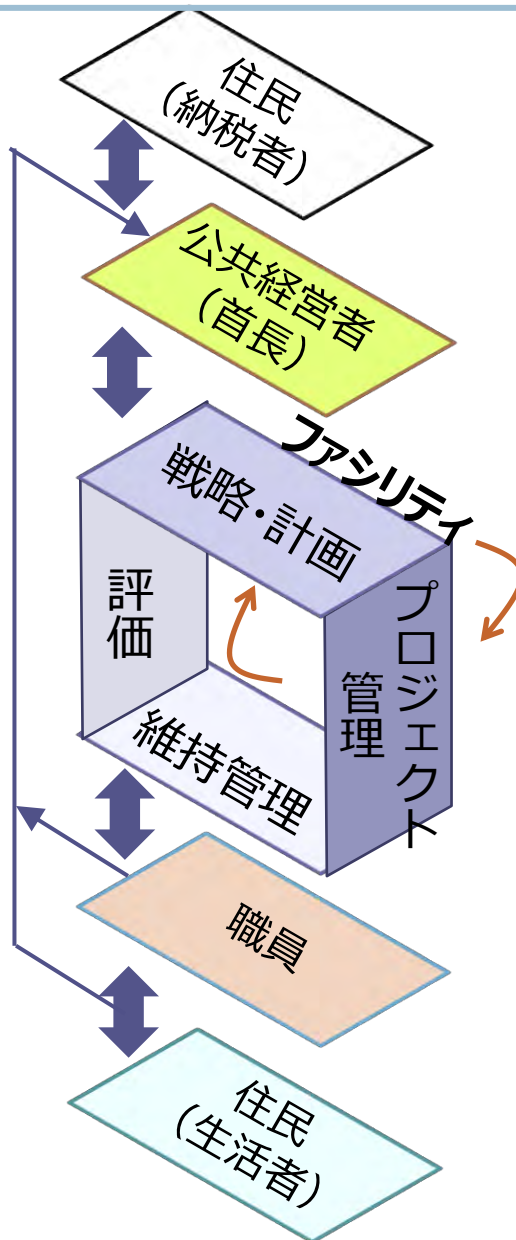 住民
(納税者)
公共経営者
(首長)
ファシリティ
戦略・計画
評価
プロジェクト
管理
維持管理
職員
住民
(生活者)